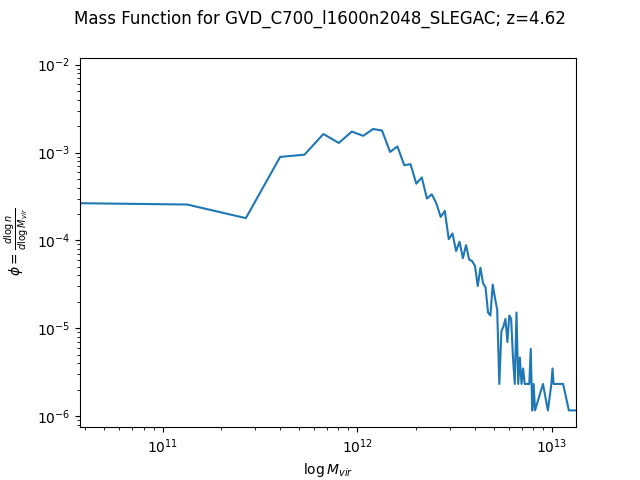 Mass Function for GVD_C700_l1600n2048_SLEGAC; z=4.62
10⁻²
10⁻³
10⁻⁴
10⁻⁵
10⁻⁶
ϕ = d log n / d log M_vir
10¹¹ 10¹² 10¹³
log M_vir